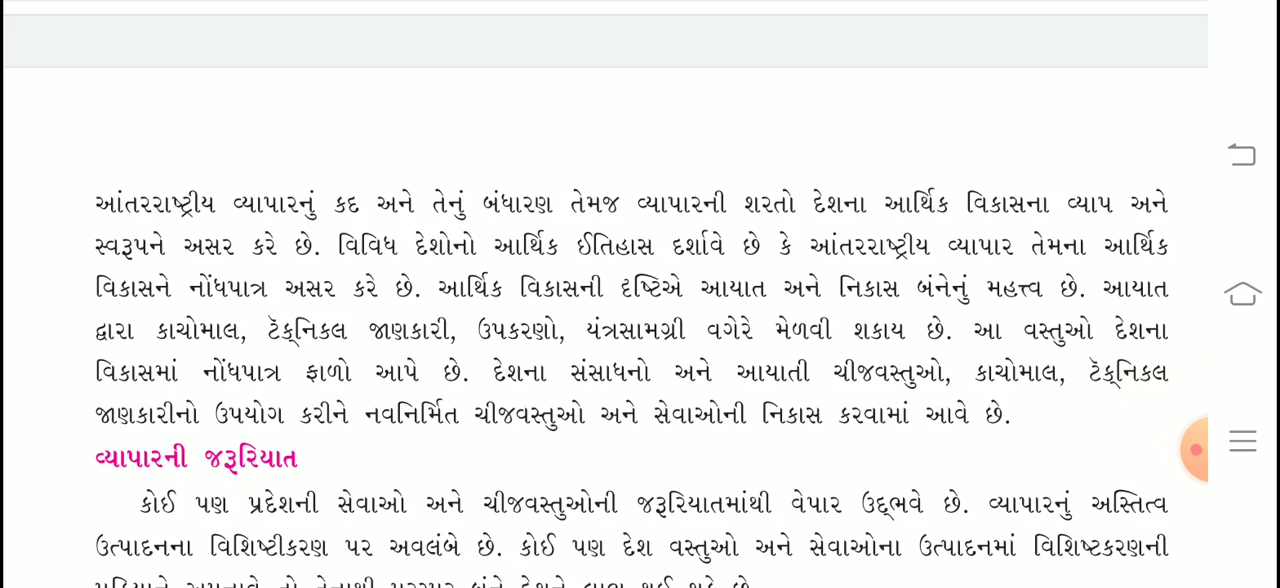 આંતરરાષ્ટ્રીય વ્યાપારનું કદ અને તેનું બંધારણ તેમજ વ્યાપારની શરતો દેશના આર્થિક વિકાસના વ્યાપ અને
સ્વરૂપને અસર કરે છે. વિવિધ દેશોનો આર્થિક ઈતિહાસ દર્શાવે છે કે આંતરરાષ્ટ્રીય વ્યાપાર તેમના આર્થિક
વિકાસને નોંધપાત્ર અસર કરે છે. આર્થિક વિકાસની દૃષ્ટિએ આયાત અને નિકાસ બંનેનું મહત્ત્વ છે. આયાત
દ્વારા કાચોમાલ, ટૅક્નિકલ જાણકારી, ઉપકરણો, યંત્રસામગ્રી વગેરે મેળવી શકાય છે. આ વસ્તુઓ દેશના
વિકાસમાં નોંધપાત્ર ફાળો આપે છે. દેશના સંસાધનો અને આયાતી ચીજવસ્તુઓ, કાચોમાલ, ટૅક્નિકલ
જાણકારીનો ઉપયોગ કરીને નવનિર્મિત ચીજવસ્તુઓ અને સેવાઓની નિકાસ કરવામાં આવે છે.
વ્યાપારની જરૂરિયાત
કોઈ પણ પ્રદેશની સેવાઓ અને ચીજવસ્તુઓની જરૂરિયાતમાંથી વેપાર ઉદ્ભવે છે. વ્યાપારનું અસ્તિત્વ
ઉત્પાદનના વિશિષ્ટીકરણ પર અવલંબે છે. કોઈ પણ દેશ વસ્તુઓ અને સેવાઓના ઉત્પાદનમાં વિશિષ્ટકરણની